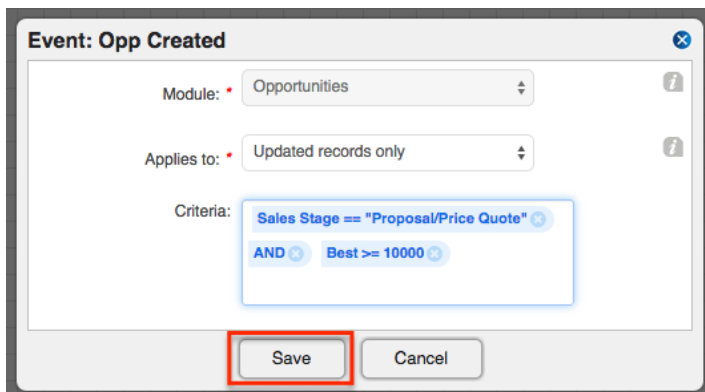 Event: Opp Created
Module: * Opportunities
Applies to: * Updated records only
Criteria: Sales Stage == "Proposal/Price Quote"
AND Best >= 10000
Save Cancel